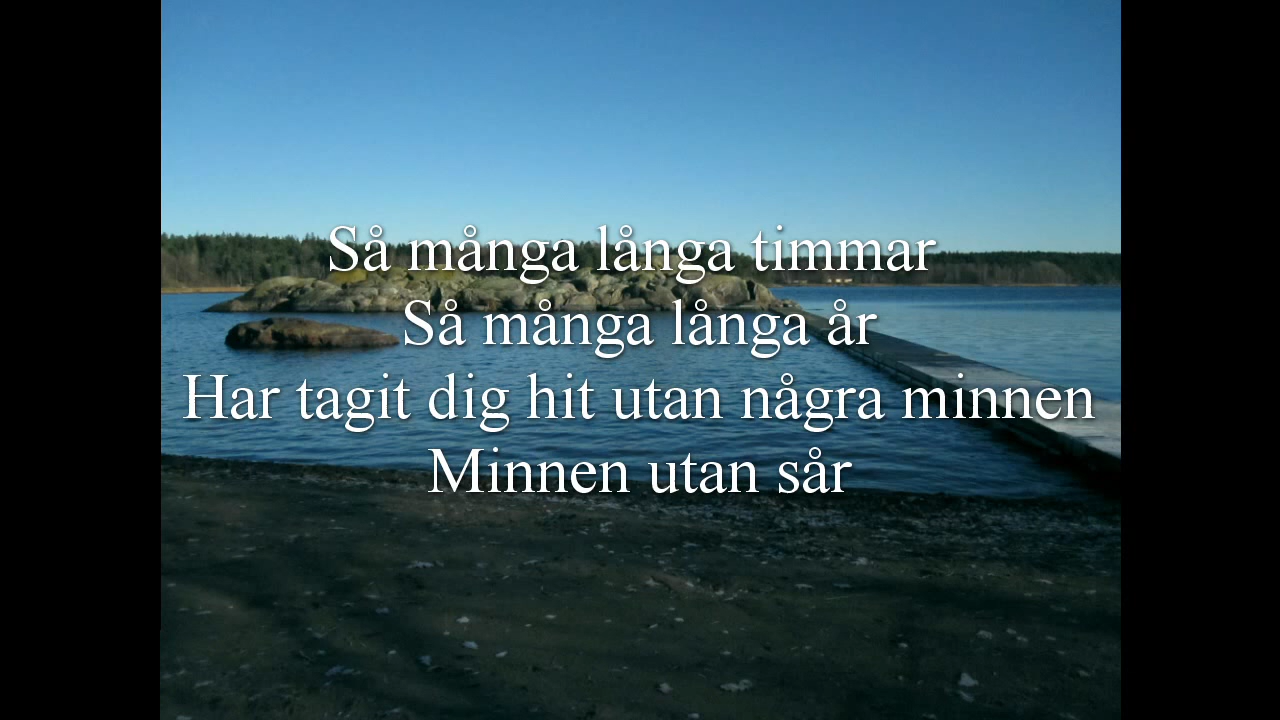 Så många långa timmar
Så många långa år
Har tagit dig hit utan några minnen
Minnen utan sår